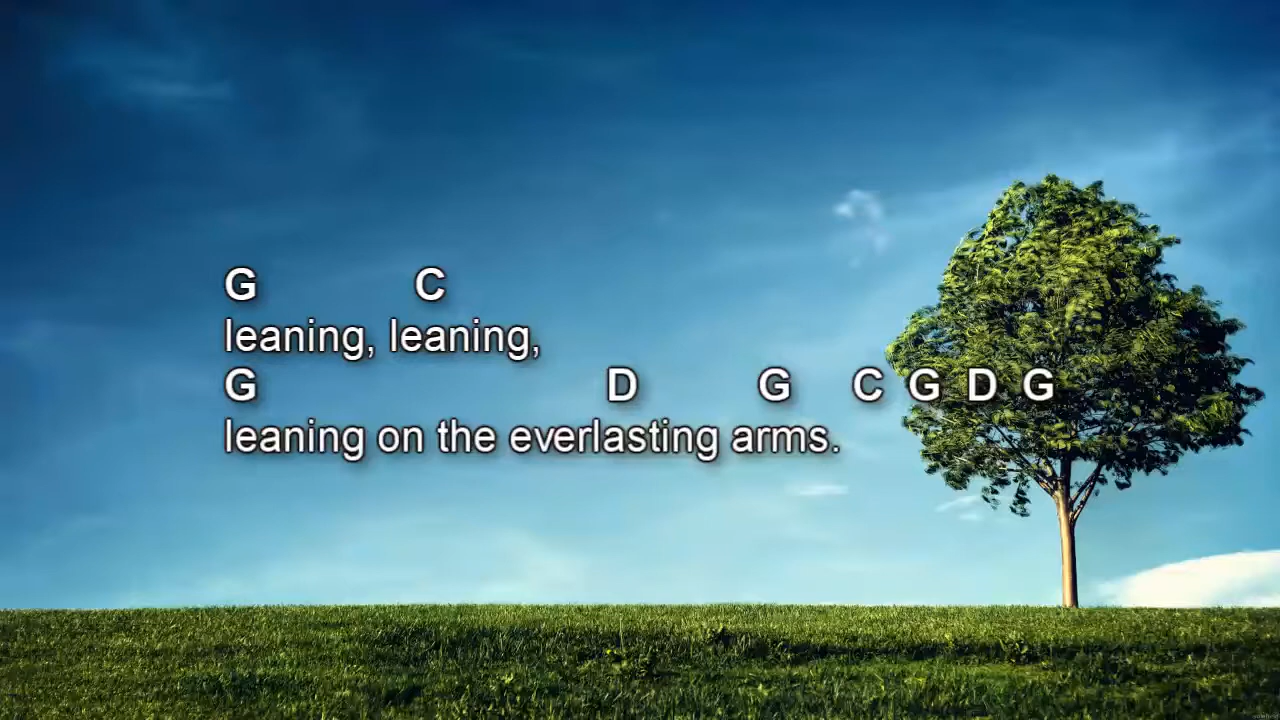 G C
leaning, leaning,
G D G C G D G
leaning on the everlasting arms.